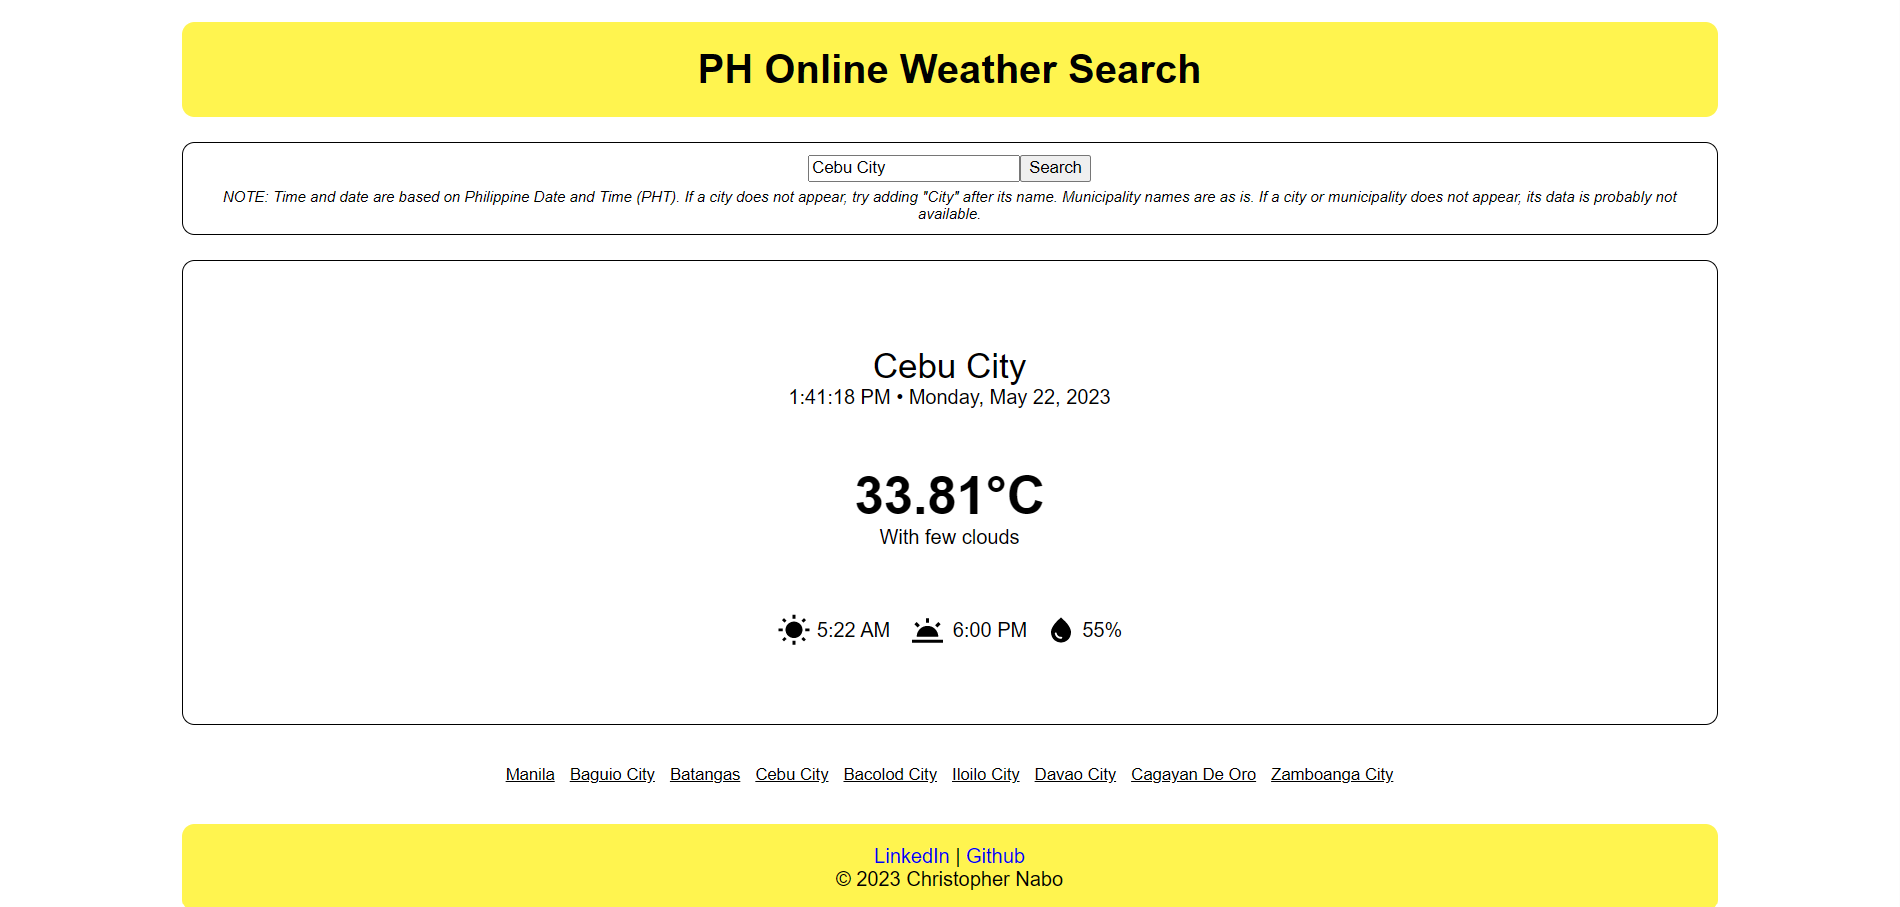 PH Online Weather Search
Cebu City Search
NOTE: Time and date are based on Philippine Date and Time (PHT). If a city does not appear, try adding "City" after its name. Municipality names are as is. If a city or municipality does not appear, its data is probably not
available.
Cebu City
1:41:18 PM • Monday, May 22, 2023
33.81°C
With few clouds
5:22 AM 6:00 PM 55%
Manila Baguio City Batangas Cebu City Bacolod City Iloilo City Davao City Cagayan De Oro Zamboanga City
LinkedIn | Github
© 2023 Christopher Nabo